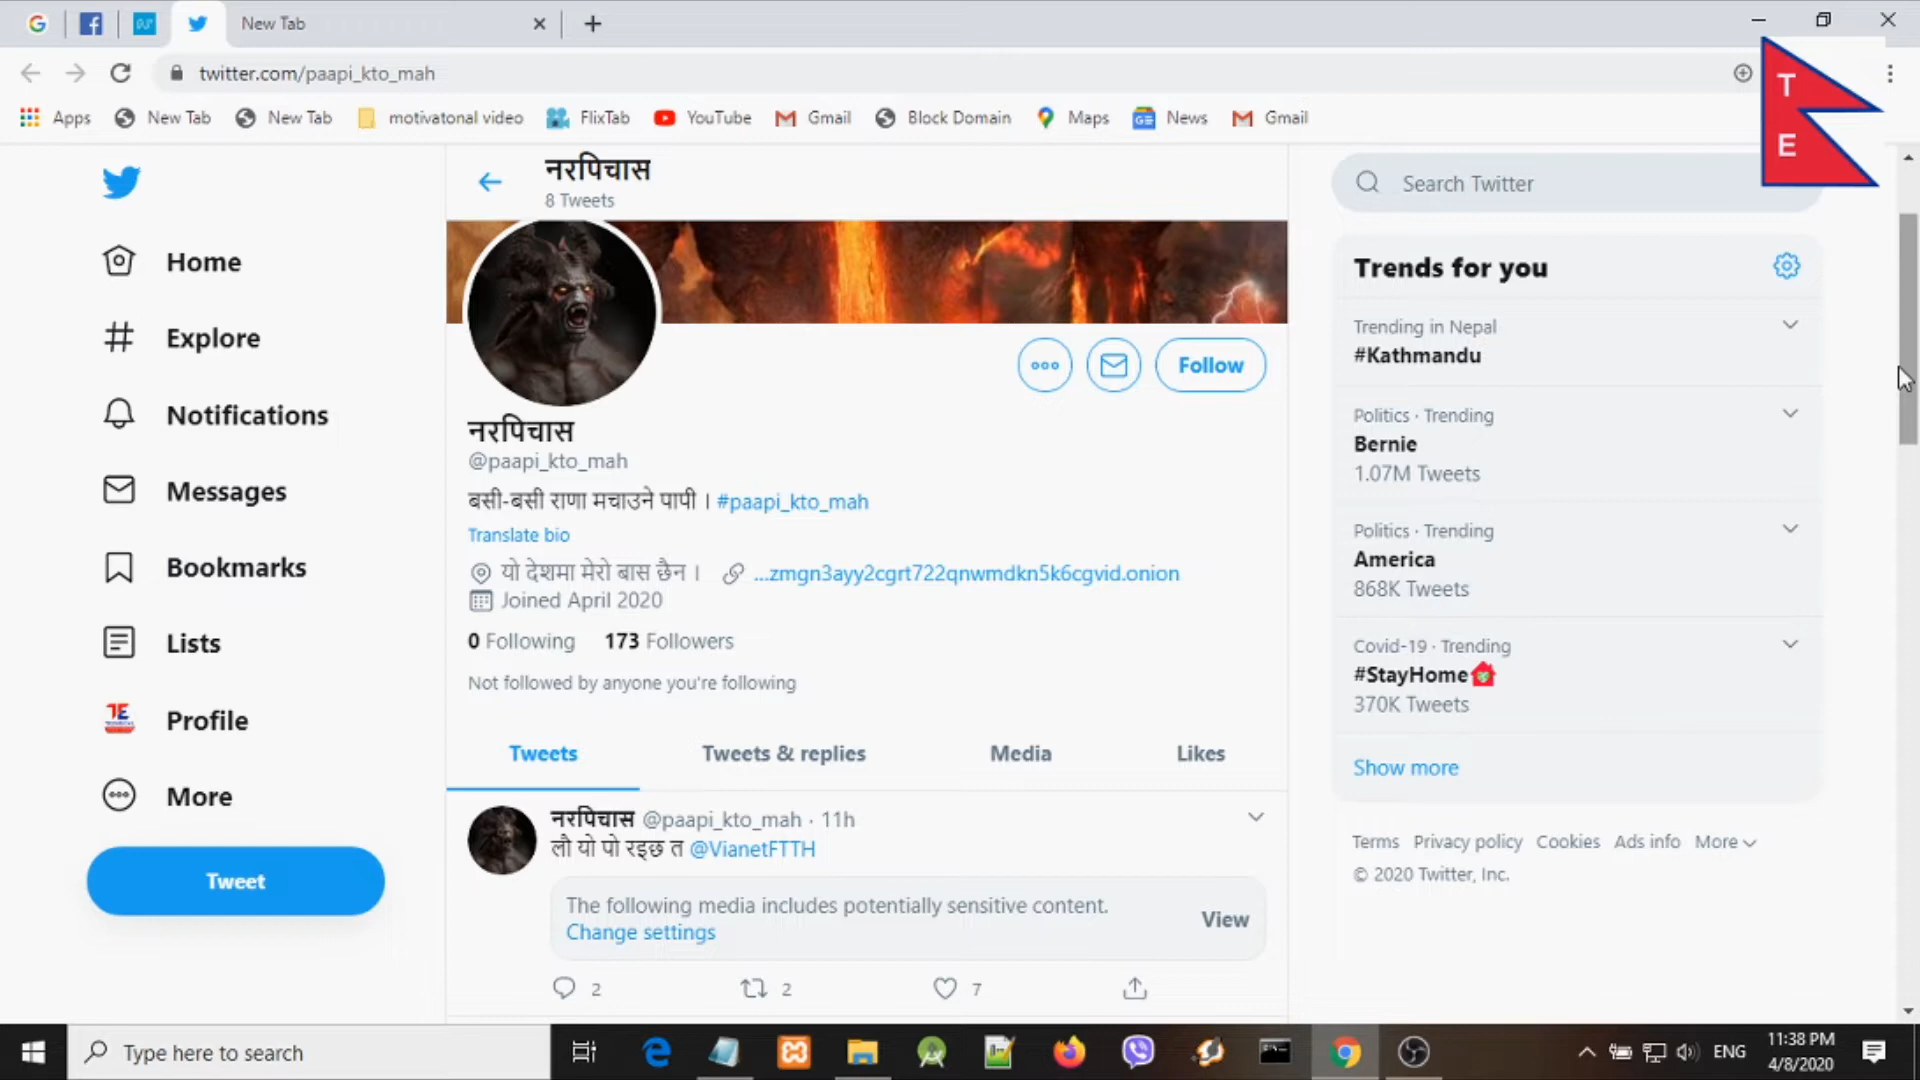 New Tab
twitter.com/paapi_kto_mah
Apps
New Tab
New Tab
motivatonal video
FlixTab
YouTube
Gmail
Block Domain
Maps
News
Gmail
T
E
Home
Explore
Notifications
Messages
Bookmarks
Lists
Profile
More
Tweet
नरपिचास
8 Tweets
Follow
नरपिचास
@paapi_kto_mah
बसी-बसी राणा मचाउने पापी । #paapi_kto_mah
Translate bio
यो देशमा मेरो बास छैन । ...zmgn3ayy2cgrt722qnwmdkn5k6cgvid.onion
Joined April 2020
0 Following 173 Followers
Not followed by anyone you're following
Tweets
Tweets & replies
Media
Likes
नरपिचास @paapi_kto_mah · 11h
लौ यो पो रइछ त @VianetFTTH
The following media includes potentially sensitive content.
Change settings
View
2
2
7
Search Twitter
Trends for you
Trending in Nepal
#Kathmandu
Politics · Trending
Bernie
1.07M Tweets
Politics · Trending
America
868K Tweets
Covid-19 · Trending
#StayHome
370K Tweets
Show more
Terms Privacy policy Cookies Ads info More
© 2020 Twitter, Inc.
Type here to search
ENG
11:38 PM
4/8/2020